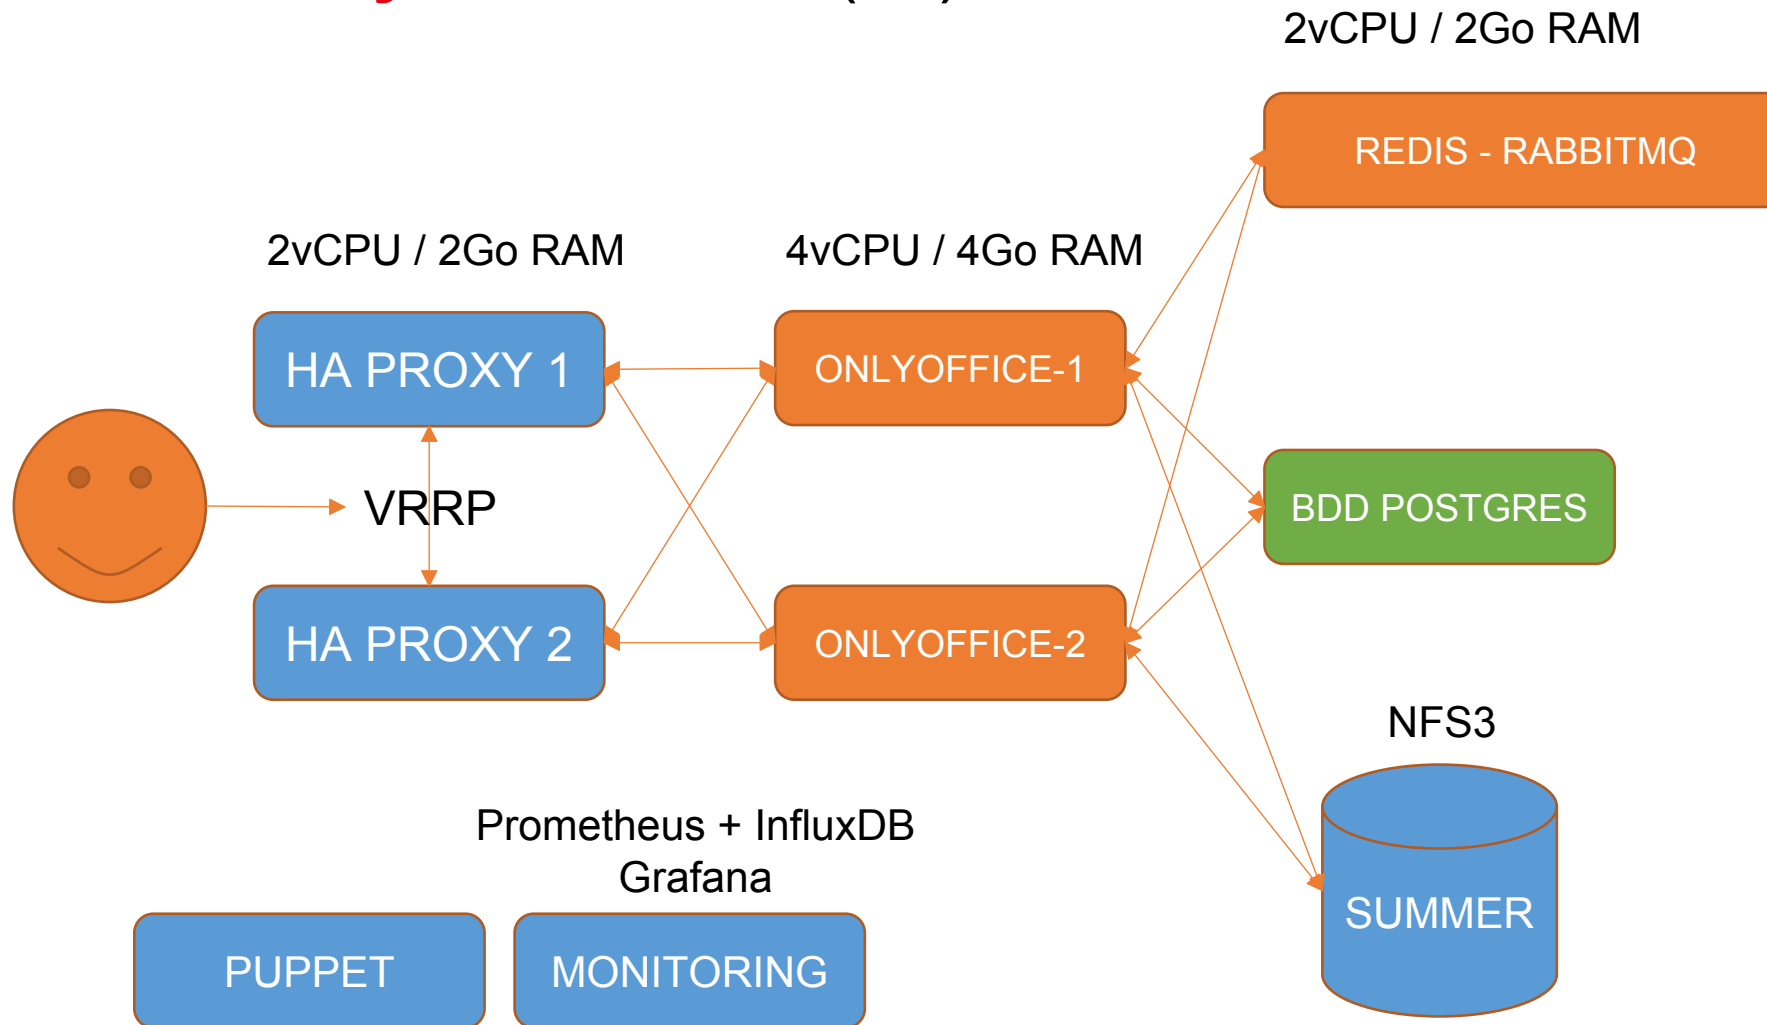 2vCPU / 2Go RAM
REDIS - RABBITMQ
2vCPU / 2Go RAM
4vCPU / 4Go RAM
HA PROXY 1
ONLYOFFICE-1
VRRP
BDD POSTGRES
HA PROXY 2
ONLYOFFICE-2
NFS3
SUMMER
Prometheus + InfluxDB
Grafana
PUPPET
MONITORING